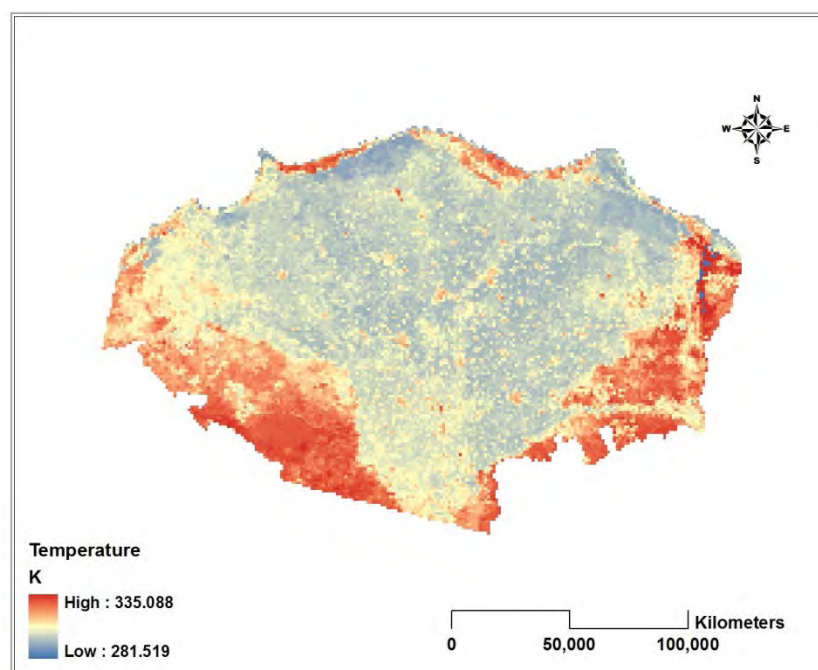 N
W E
S
Temperature
K
High : 335.088
Low : 281.519
Kilometers
0 50,000 100,000